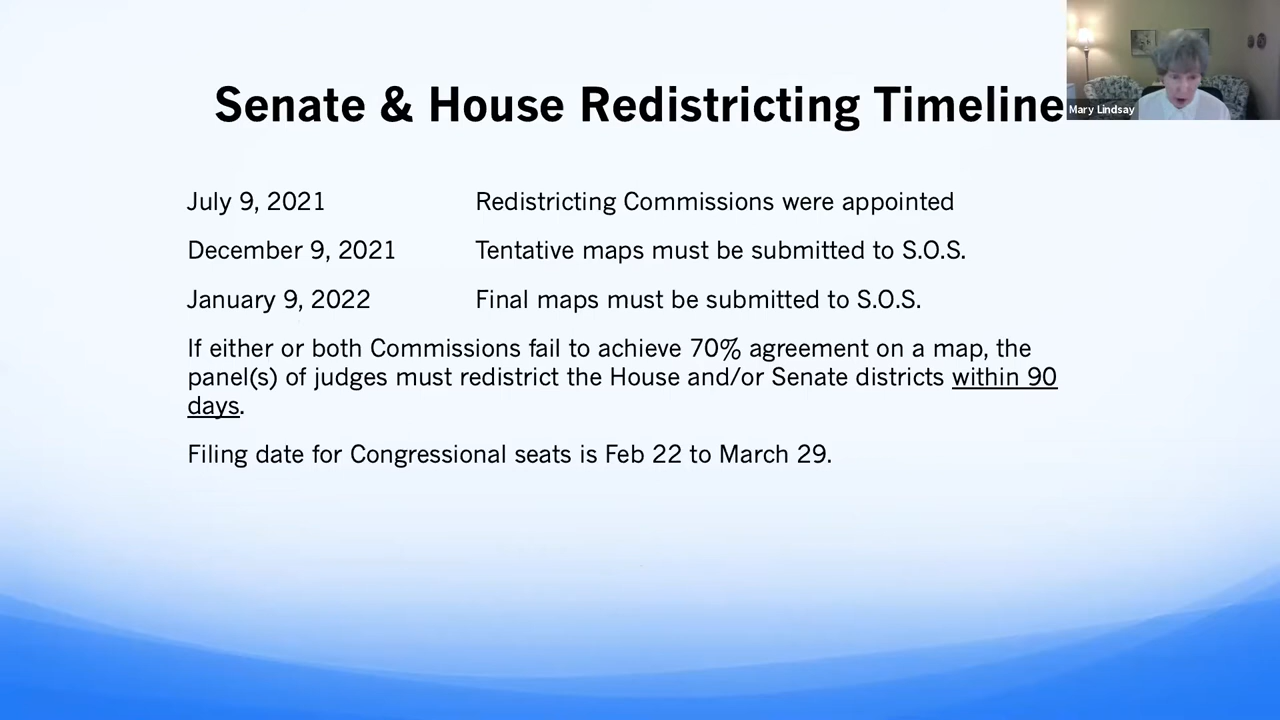 Senate & House Redistricting Timeline
Mary Lindsay
July 9, 2021 Redistricting Commissions were appointed
December 9, 2021 Tentative maps must be submitted to S.O.S.
January 9, 2022 Final maps must be submitted to S.O.S.
If either or both Commissions fail to achieve 70% agreement on a map, the
panel(s) of judges must redistrict the House and/or Senate districts within 90
days.
Filing date for Congressional seats is Feb 22 to March 29.